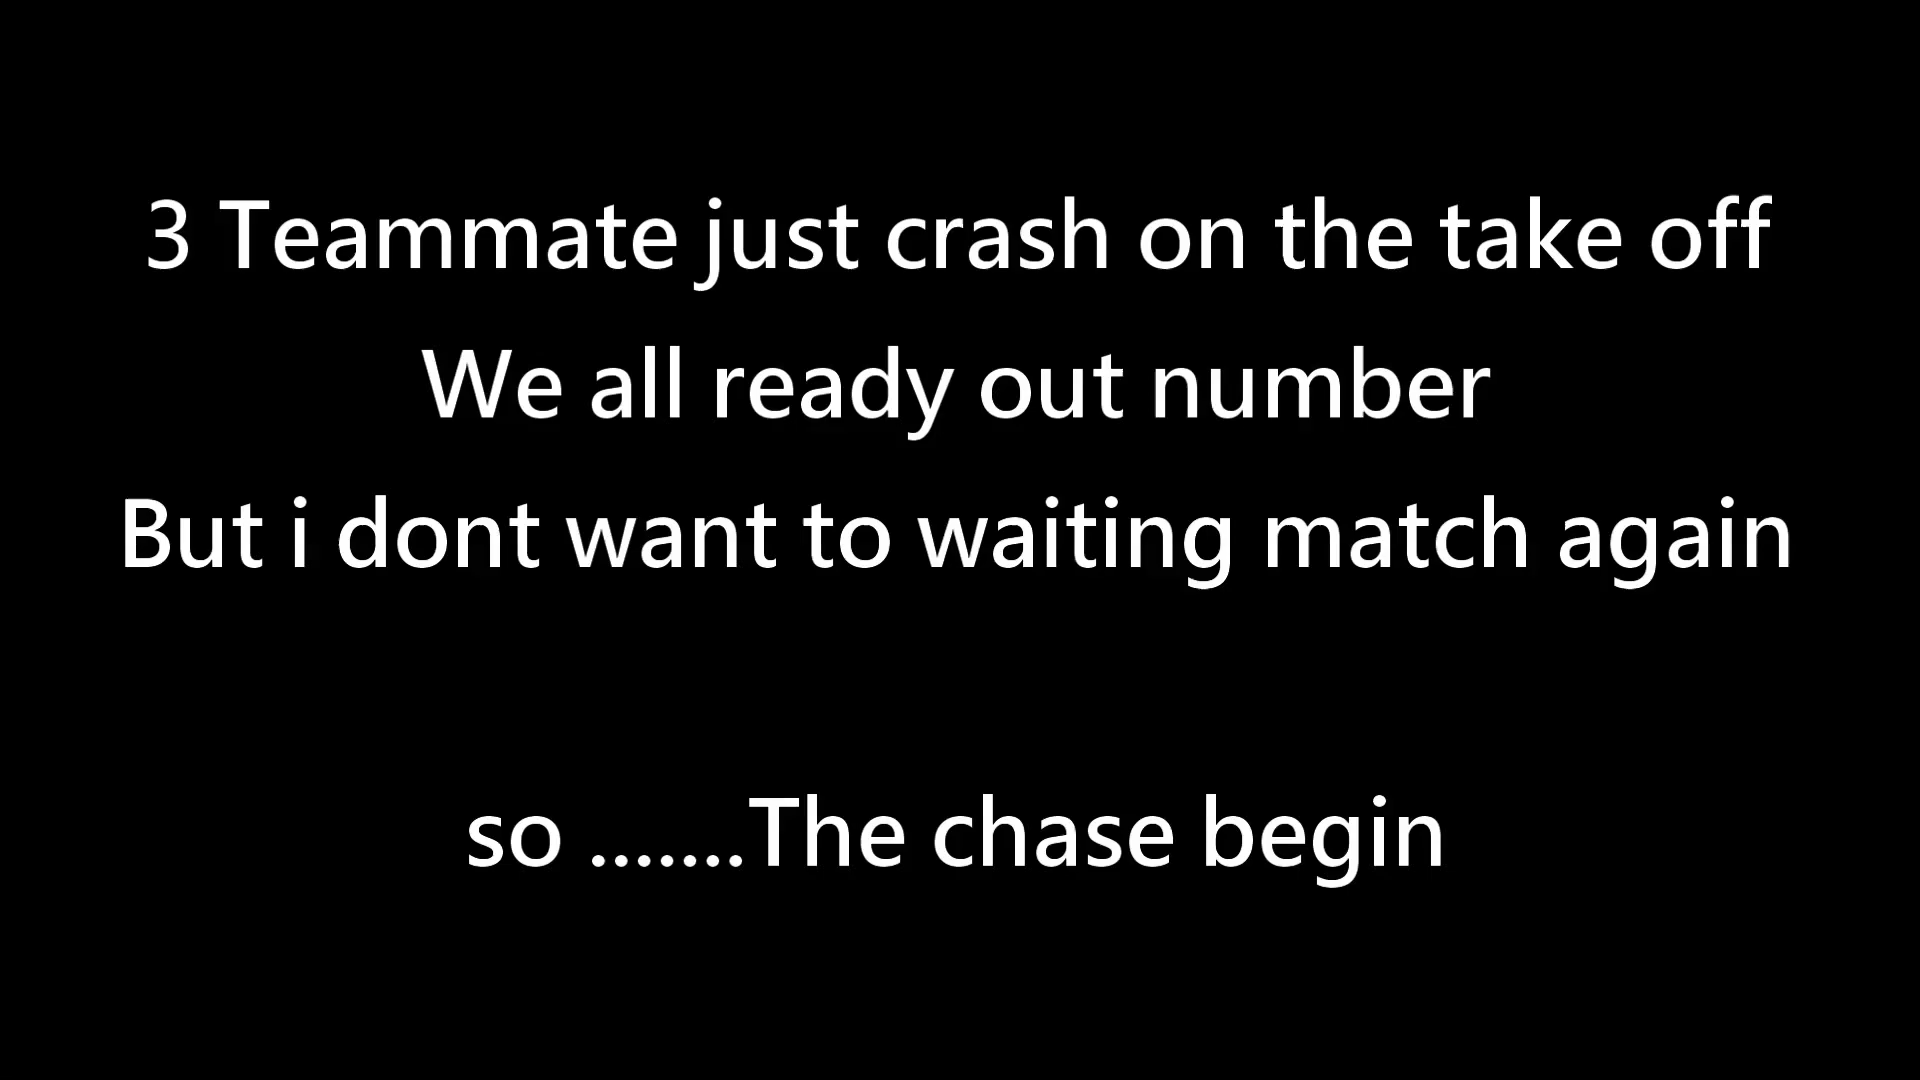 3 Teammate just crash on the take off
We all ready out number
But i dont want to waiting match again
so .......The chase begin